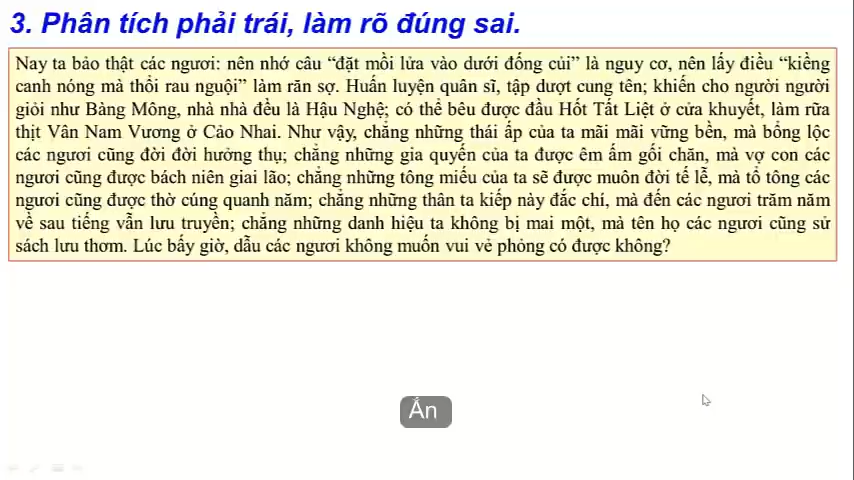 3. Phân tích phải trái, làm rõ đúng sai.
Nay ta bảo thật các ngươi: nên nhớ câu “đặt mồi lửa vào dưới đống củi” là nguy cơ, nên lấy điều “kiềng
canh nóng mà thổi rau nguội” làm răn sợ. Huấn luyện quân sĩ, tập dượt cung tên; khiến cho người người
giỏi như Bàng Mông, nhà nhà đều là Hậu Nghệ; có thể bêu được đầu Hốt Tất Liệt ở cửa khuyết, làm rữa
thịt Vân Nam Vương ở Cảo Nhai. Như vậy, chẳng những thái ấp của ta mãi mãi vững bền, mà bổng lộc
các ngươi cũng đời đời hưởng thụ; chẳng những gia quyến của ta được êm ấm gối chăn, mà vợ con các
ngươi cũng được bách niên giai lão; chẳng những tông miếu của ta sẽ được muôn đời tế lễ, mà tổ tông các
ngươi cũng được thờ cúng quanh năm; chẳng những thân ta kiếp này đắc chí, mà đến các ngươi trăm năm
về sau tiếng vẫn lưu truyền; chẳng những danh hiệu ta không bị mai một, mà tên họ các ngươi cũng sử
sách lưu thơm. Lúc bấy giờ, dẫu các ngươi không muốn vui vẻ phỏng có được không?
Ẩn